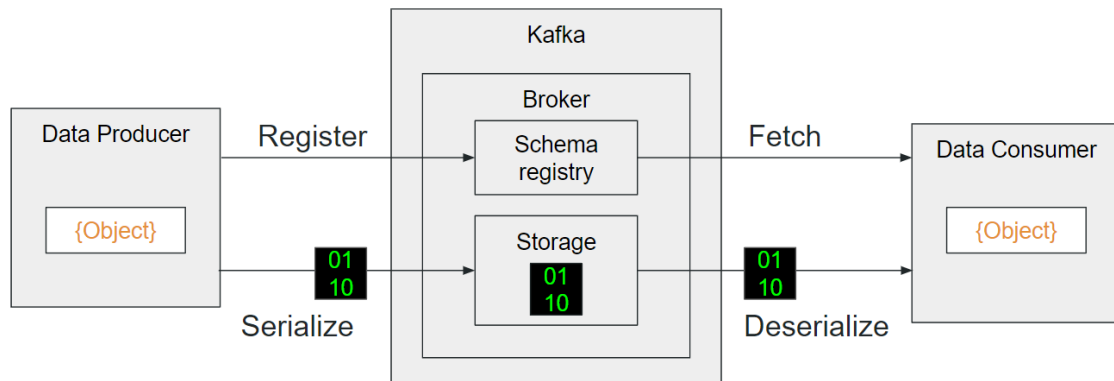 Kafka
Broker
Data Producer
Register
Schema
registry
Fetch
Data Consumer
{Object}
{Object}
Storage
01
10
01
10
01
10
Serialize
Deserialize